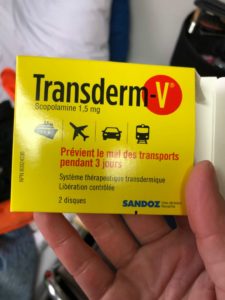 Transderm-V®
Scopolamine 1,5 mg
Prévient le mal des transports
pendant 3 jours
Système thérapeutique transdermique
Libération contrôlée
2 disques
SANDOZ